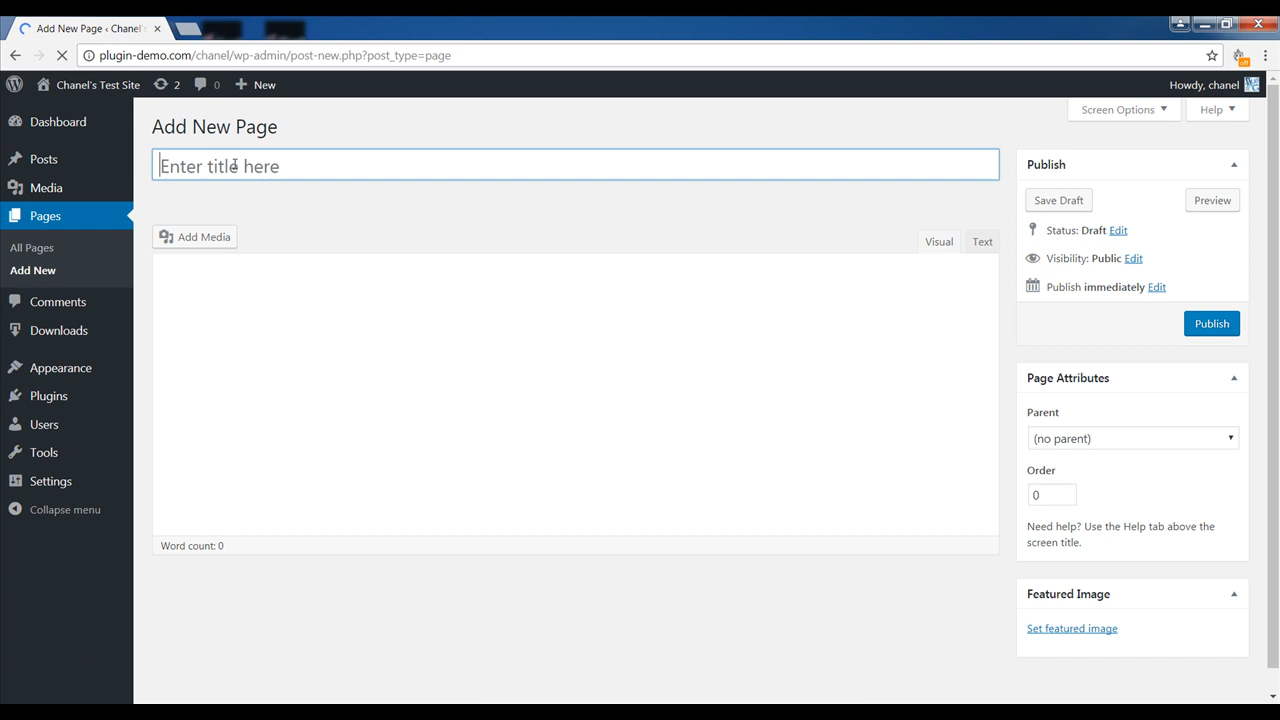 Add New Page ‹ Chanel's
plugin-demo.com/chanel/wp-admin/post-new.php?post_type=page
off
Chanel's Test Site 2 0 New
Howdy, chanel
Screen Options Help
Dashboard
Posts
Media
Pages
All Pages
Add New
Comments
Downloads
Appearance
Plugins
Users
Tools
Settings
Collapse menu
Add New Page
Enter title here
Add Media
Visual Text
Word count: 0
Publish
Save Draft Preview
Status: Draft Edit
Visibility: Public Edit
Publish immediately Edit
Publish
Page Attributes
Parent
(no parent)
Order
0
Need help? Use the Help tab above the
screen title.
Featured Image
Set featured image